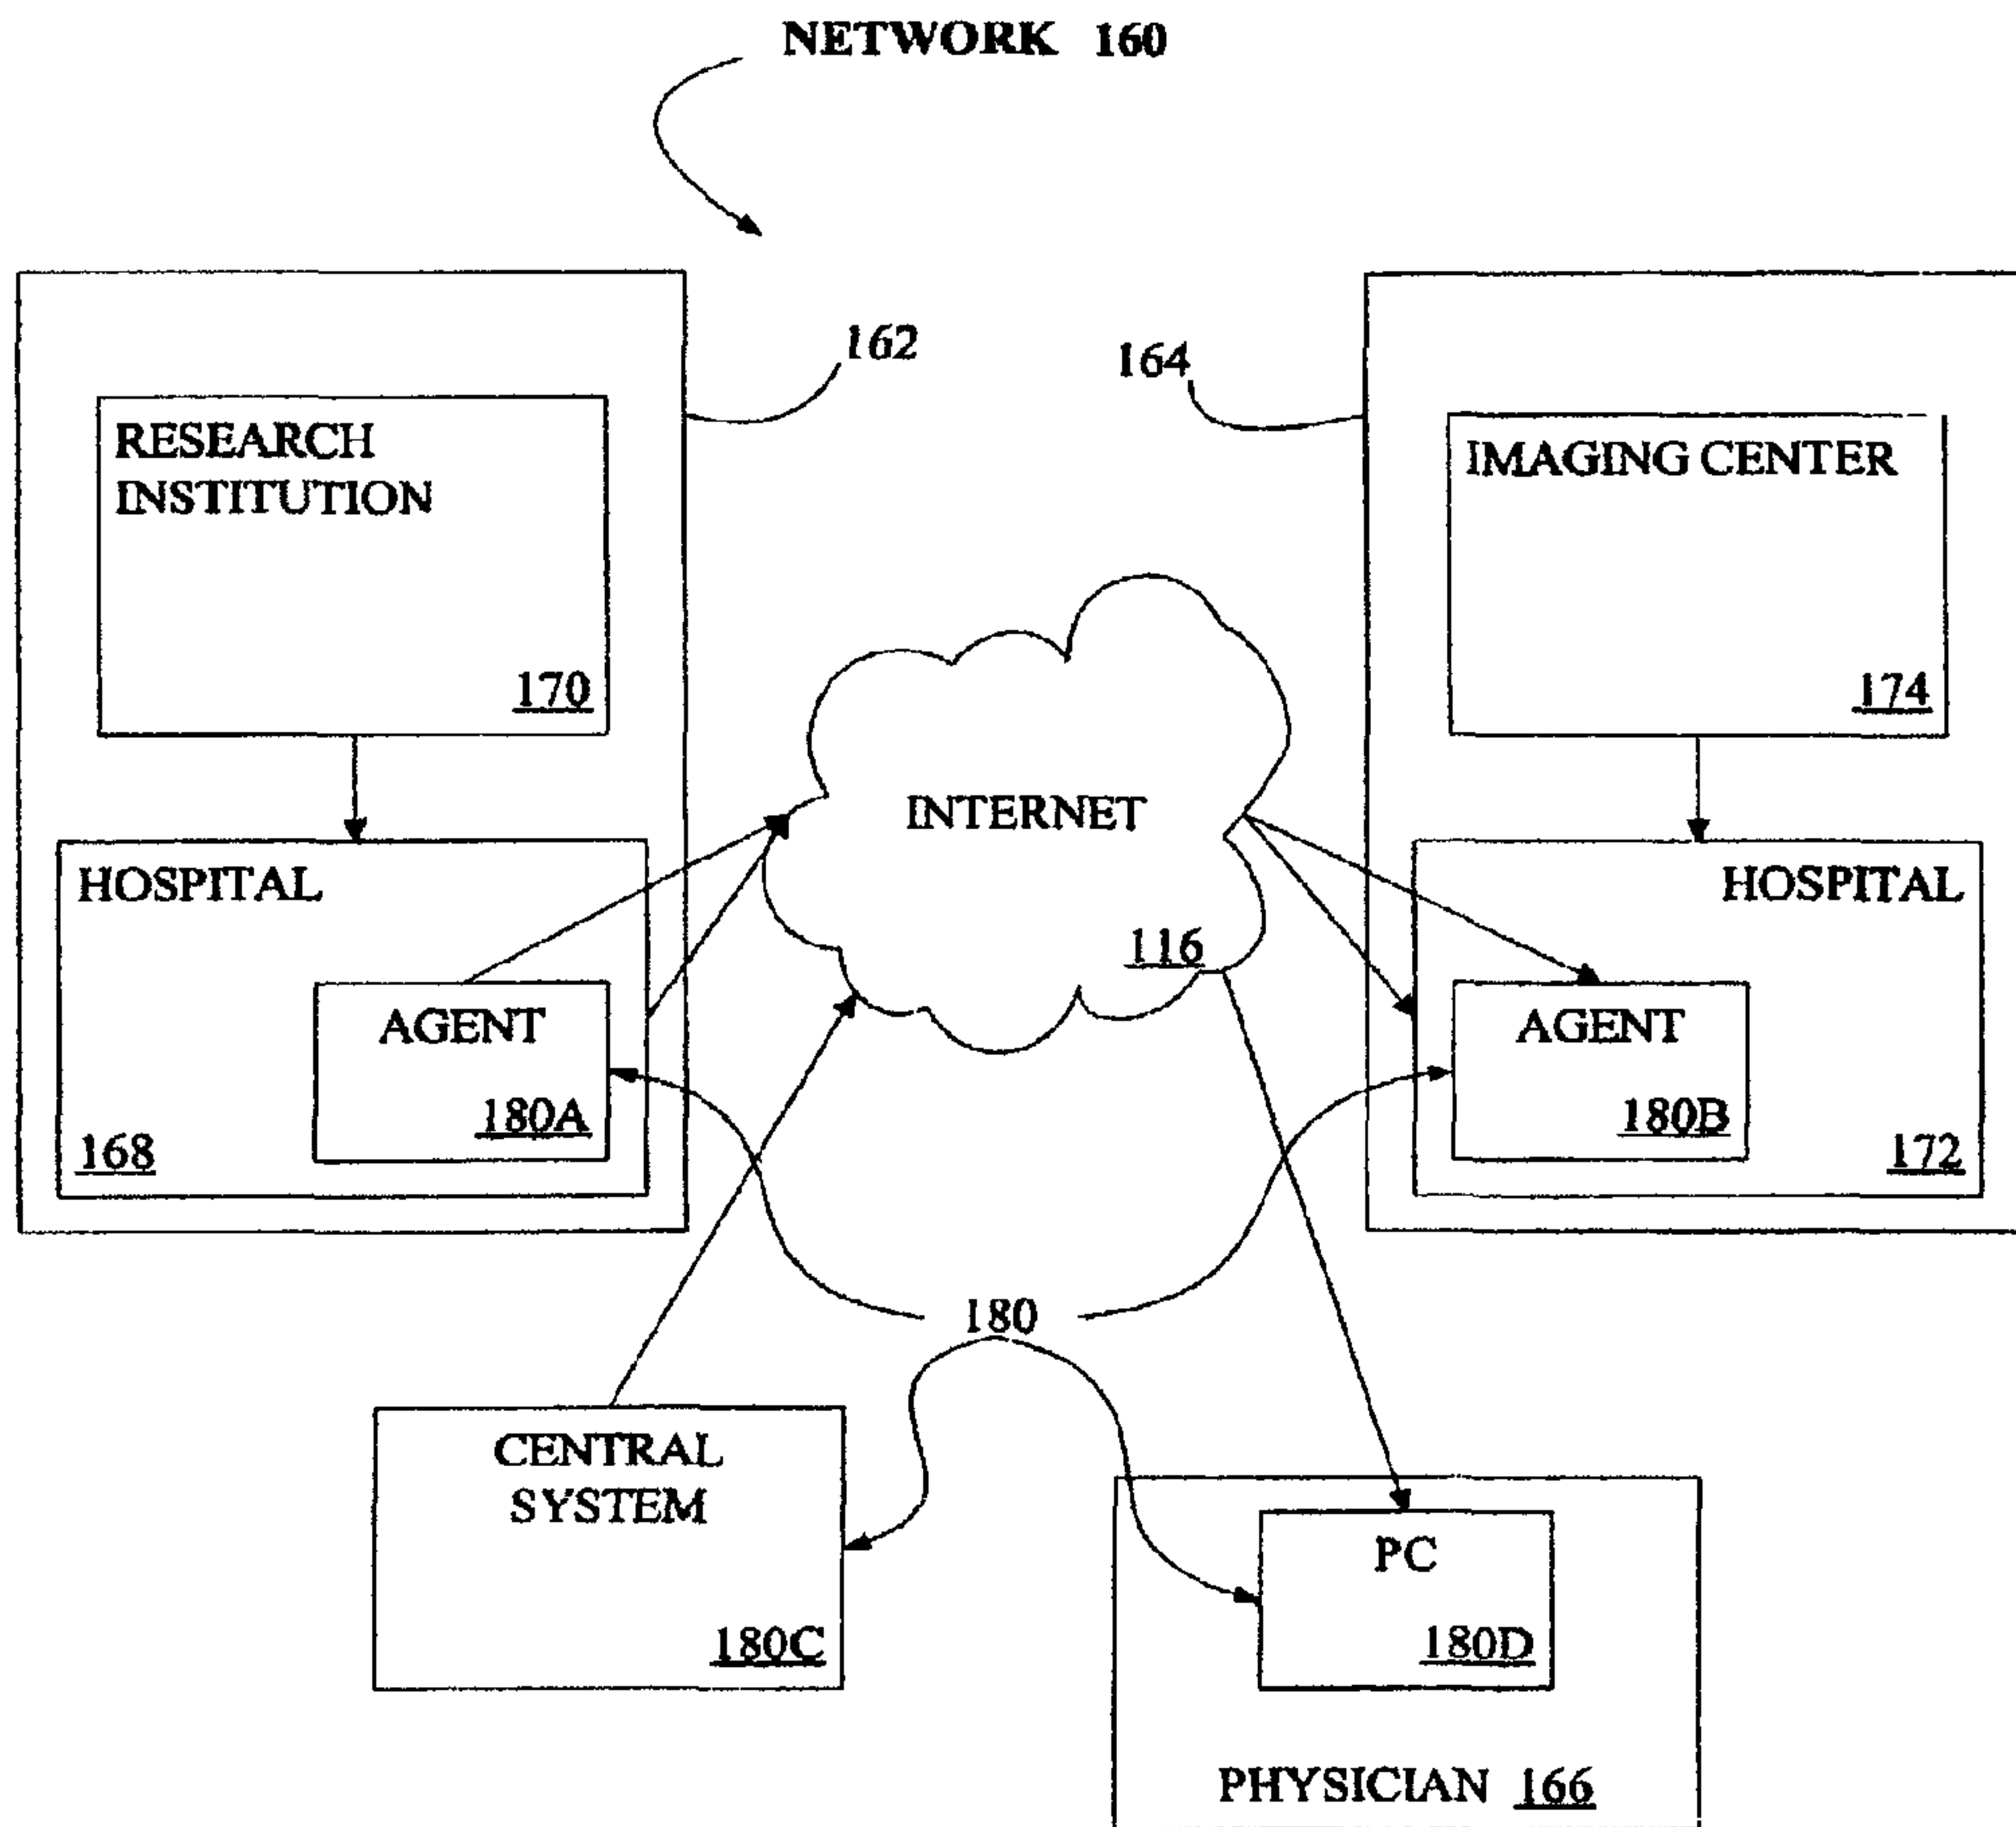 NETWORK 160
162
164
RESEARCH
INSTITUTION
170
IMAGING CENTER
174
INTERNET
116
HOSPITAL
AGENT
180A
168
HOSPITAL
AGENT
180B
172
180
CENTRAL
SYSTEM
180C
PC
180D
PHYSICIAN 166